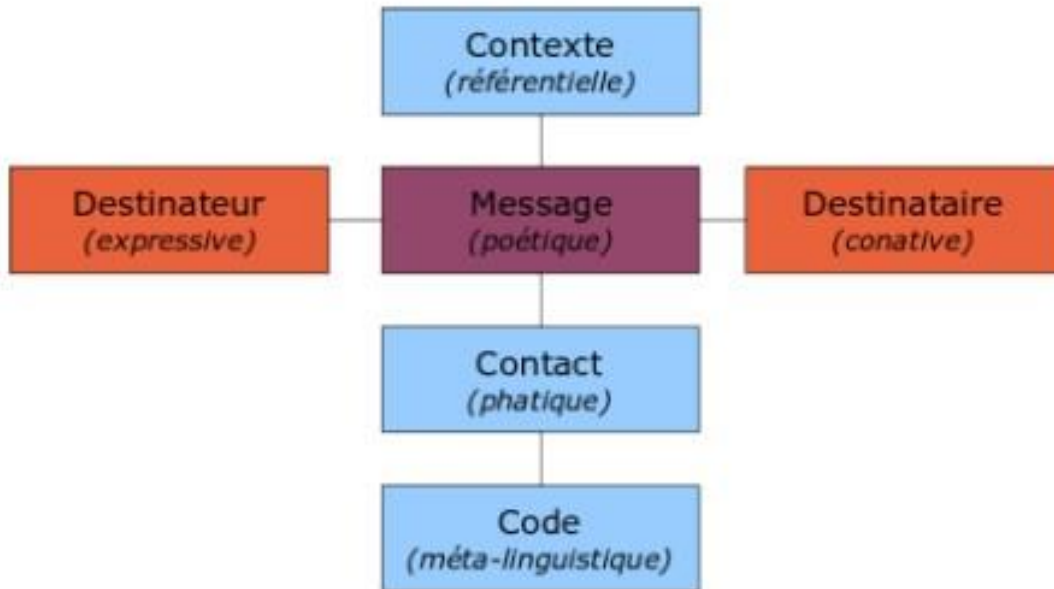 Contexte
(référentielle)
Destinateur
(expressive)
Message
(poétique)
Destinataire
(conative)
Contact
(phatique)
Code
(méta-linguistique)